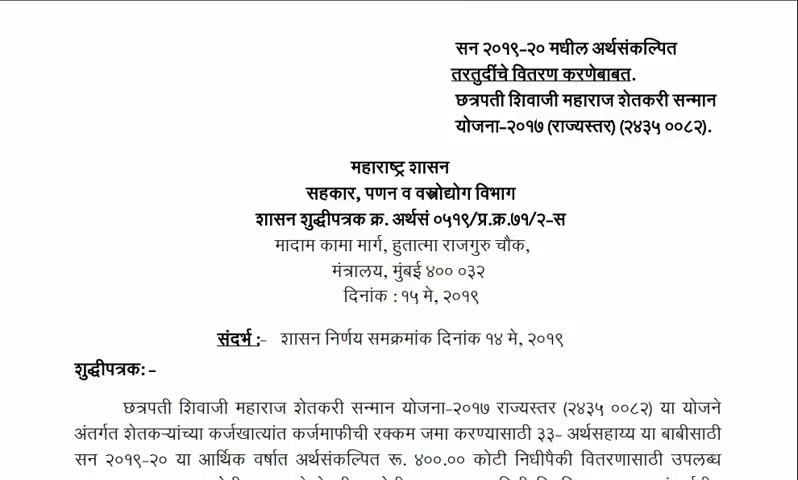 सन २०१९-२० मधील अर्थसंकल्पित
तरतुदींचे वितरण करणेबाबत.
छत्रपती शिवाजी महाराज शेतकरी सन्मान
योजना-२०१७ (राज्यस्तर) (२४३५ ००८२).
महाराष्ट्र शासन
सहकार, पणन व वस्त्रोद्योग विभाग
शासन शुद्धीपत्रक क्र. अर्थसं ०५१९/प्र.क्र.७१/२-स
मादाम कामा मार्ग, हुतात्मा राजगुरु चौक,
मंत्रालय, मुंबई ४०० ०३२
दिनांक : १५ मे, २०१९
संदर्भ :- शासन निर्णय समक्रमांक दिनांक १४ मे, २०१९
शुद्धीपत्रक: -
छत्रपती शिवाजी महाराज शेतकरी सन्मान योजना-२०१७ राज्यस्तर (२४३५ ००८२) या योजने
अंतर्गत शेतकऱ्यांच्या कर्जखात्यांत कर्जमाफीची रक्कम जमा करण्यासाठी ३३- अर्थसहाय्य या बाबीसाठी
सन २०१९-२० या आर्थिक वर्षात अर्थसंकल्पित रू. ४००.०० कोटी निधीपैकी वितरणासाठी उपलब्ध